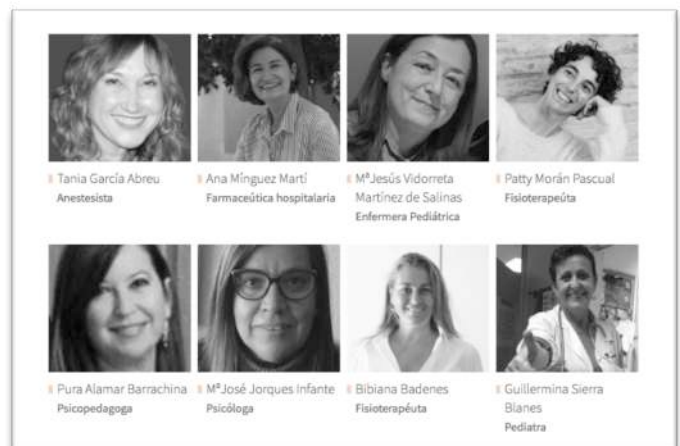 Tania García Abreu
Anestesista
Ana Mínguez Martí
Farmaceútica hospitalaria
MªJesús Vidorreta
Martínez de Salinas
Enfermera Pediátrica
Patty Morán Pascual
Fisioterapeúta
Pura Alamar Barrachina
Psicopedagoga
MªJosé Jorques Infante
Psicóloga
Bibiana Badenes
Fisioterapéuta
Guillermina Sierra
Blanes
Pediatra